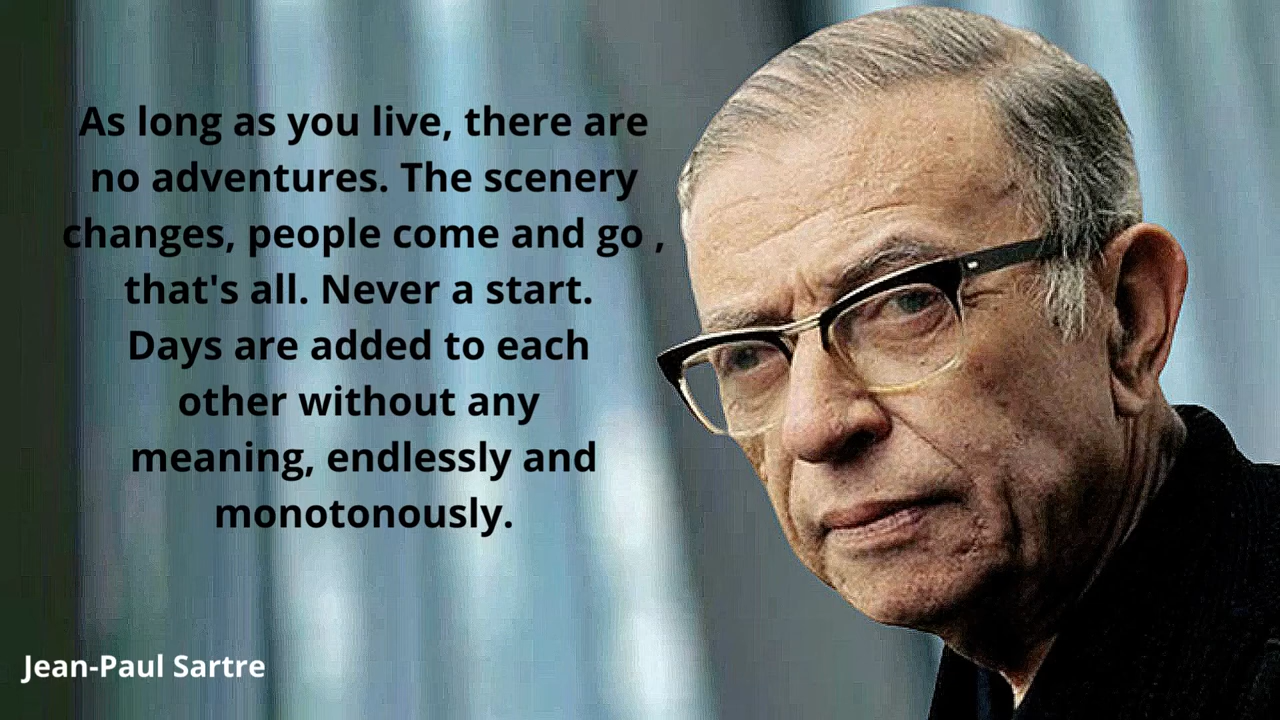 As long as you live, there are
no adventures. The scenery
changes, people come and go ,
that's all. Never a start.
Days are added to each
other without any
meaning, endlessly and
monotonously.
Jean-Paul Sartre